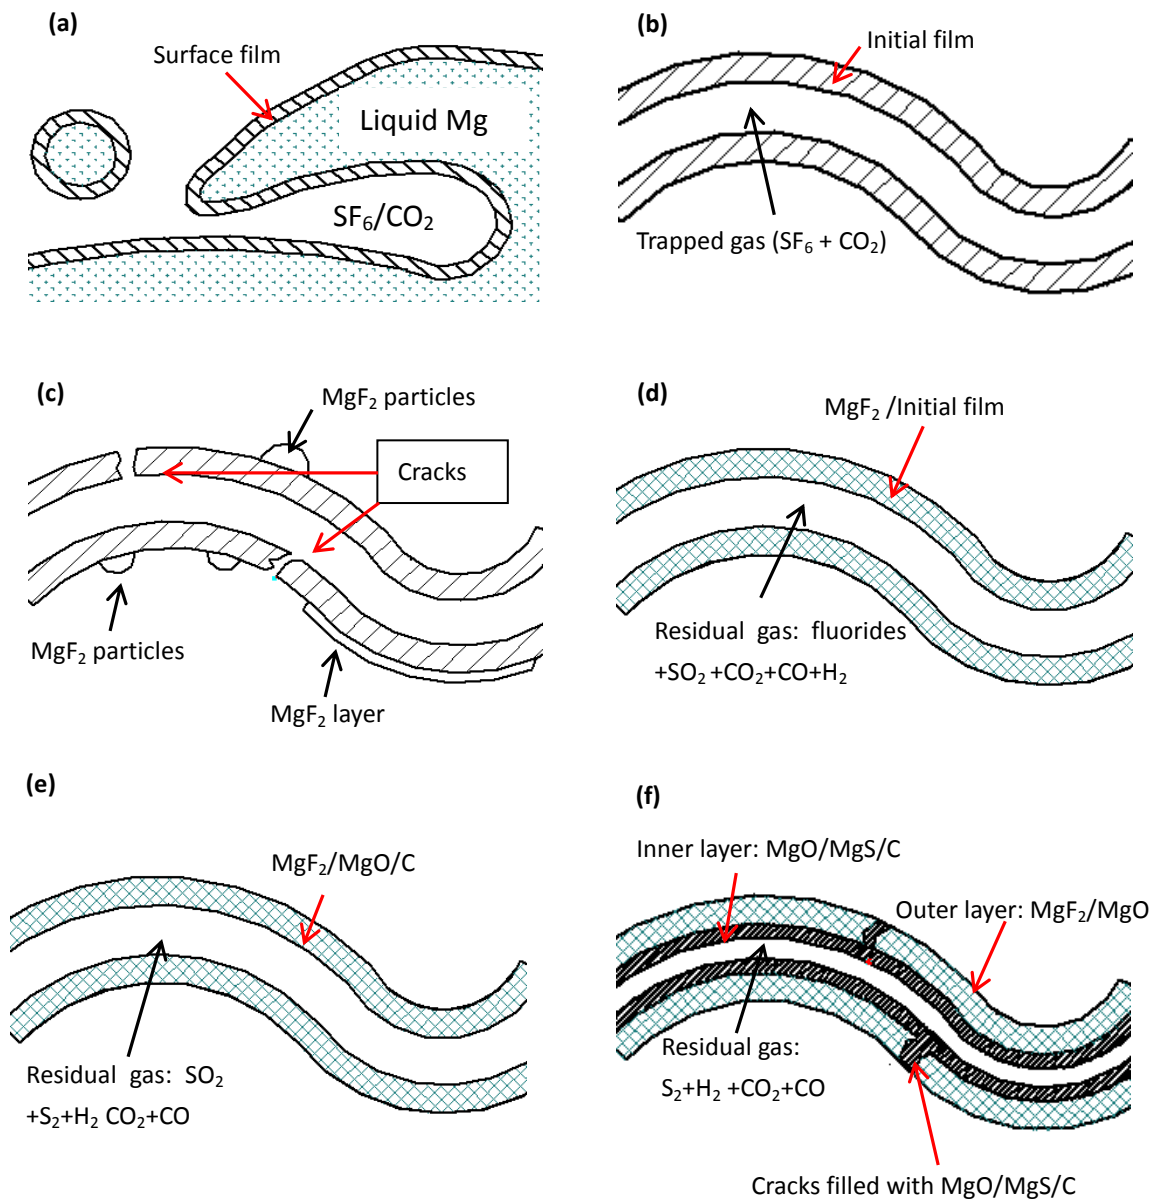 (a)
Surface film
Liquid Mg
SF₆/CO₂
(b)
Initial film
Trapped gas (SF₆ + CO₂)
(c)
MgF₂ particles
Cracks
MgF₂ particles
MgF₂ layer
(d)
MgF₂ /Initial film
Residual gas: fluorides
+SO₂ +CO₂+CO+H₂
(e)
MgF₂/MgO/C
Residual gas: SO₂
+S₂+H₂ CO₂+CO
(f)
Inner layer: MgO/MgS/C
Outer layer: MgF₂/MgO
Residual gas:
S₂+H₂ +CO₂+CO
Cracks filled with MgO/MgS/C